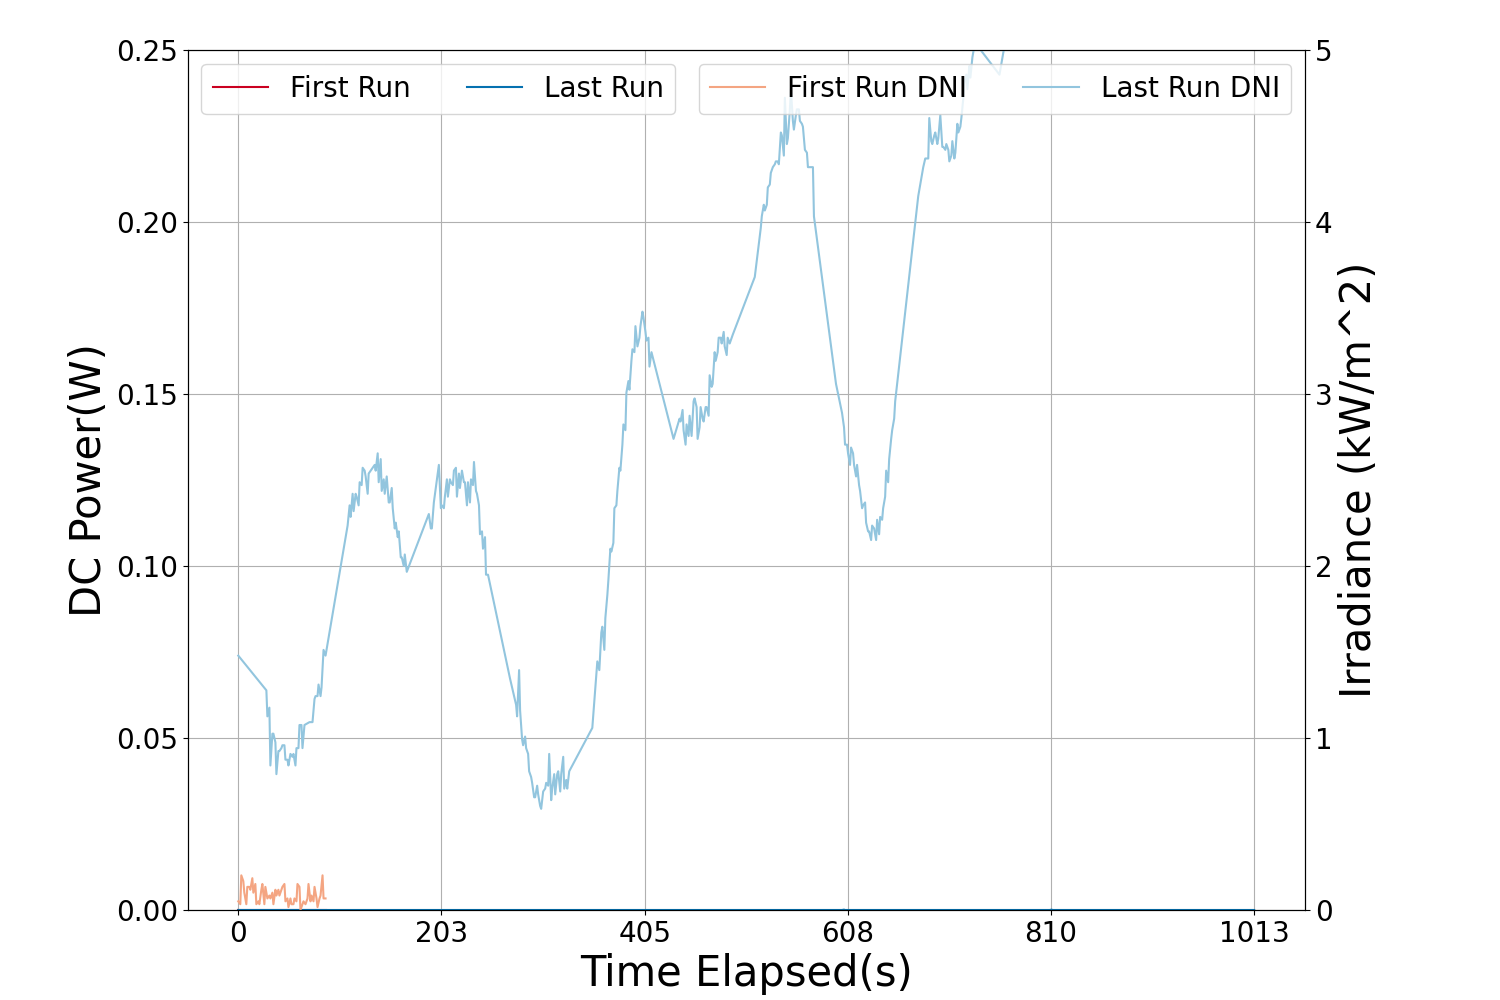 0.25
0.20
0.15
0.10
0.05
0.00
DC Power(W)
First Run
Last Run
First Run DNI
Last Run DNI
5
4
3
2
1
0
Irradiance (kW/m^2)
0
203
405
608
810
1013
Time Elapsed(s)